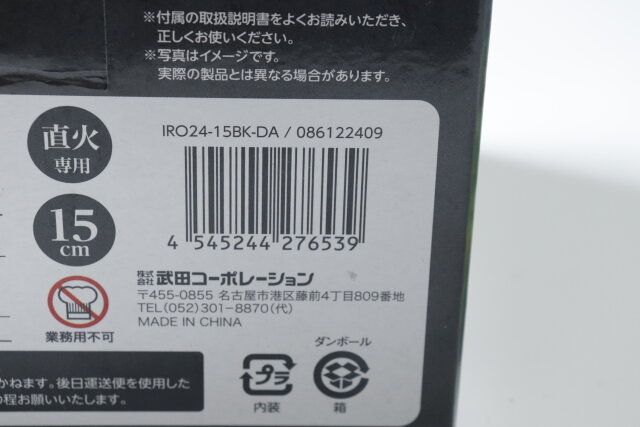 ※付属の取扱説明書をよくお読みいただき、
正しくお使いください。
※写真はイメージです。
実際の製品とは異なる場合があります。
直火
専用
IRO24-15BK-DA / 086122409
4 545244 276539
15
cm
株式
会社 武田コーポレーション
〒455-0855 名古屋市港区藤前4丁目809番地
TEL(052)301-8870(代)
MADE IN CHINA
業務用不可
ダンボール
プラ
内装
箱
かねます。後日運送便を使用した
の程お願いいたします。